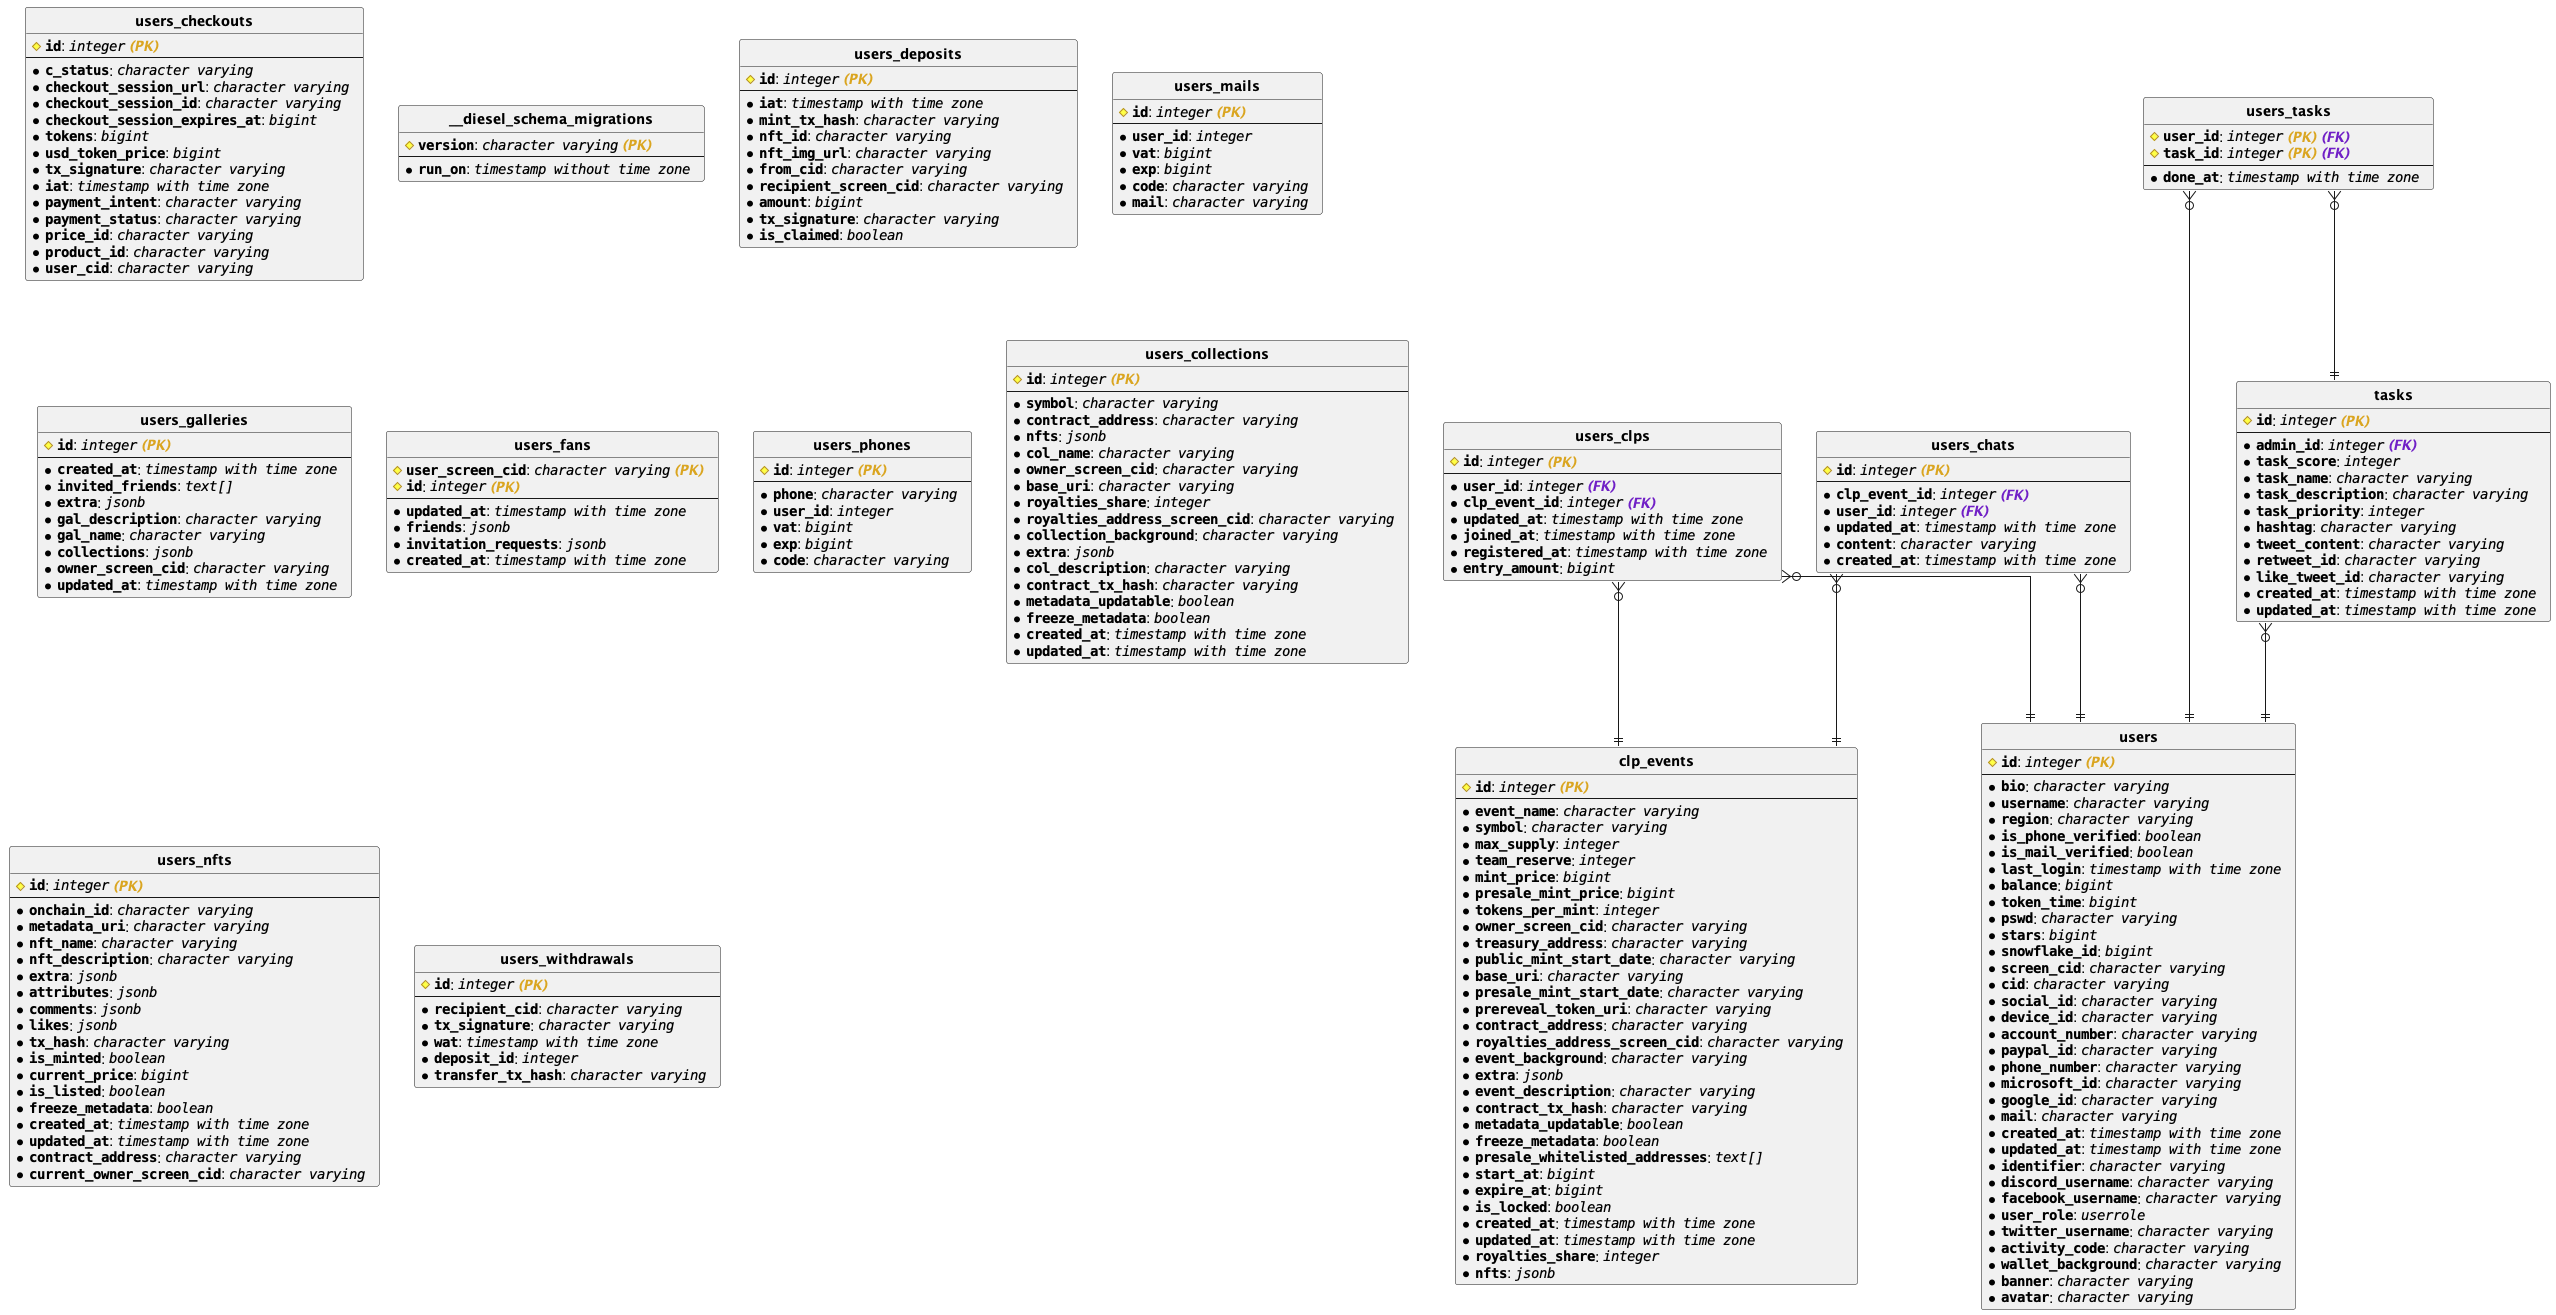 users_checkouts
id: integer (PK)
c_status: character varying
checkout_session_url: character varying
checkout_session_id: character varying
checkout_session_expires_at: bigint
tokens: bigint
usd_token_price: bigint
tx_signature: character varying
iat: timestamp with time zone
payment_intent: character varying
payment_status: character varying
price_id: character varying
product_id: character varying
user_cid: character varying
__diesel_schema_migrations
version: character varying (PK)
run_on: timestamp without time zone
users_deposits
id: integer (PK)
iat: timestamp with time zone
mint_tx_hash: character varying
nft_id: character varying
nft_img_url: character varying
from_cid: character varying
recipient_screen_cid: character varying
amount: bigint
tx_signature: character varying
is_claimed: boolean
users_mails
id: integer (PK)
user_id: integer
vat: bigint
exp: bigint
code: character varying
mail: character varying
users_tasks
user_id: integer (PK) (FK)
task_id: integer (PK) (FK)
done_at: timestamp with time zone
users_galleries
id: integer (PK)
created_at: timestamp with time zone
invited_friends: text[]
extra: jsonb
gal_description: character varying
gal_name: character varying
collections: jsonb
owner_screen_cid: character varying
updated_at: timestamp with time zone
users_fans
user_screen_cid: character varying (PK)
id: integer (PK)
updated_at: timestamp with time zone
friends: jsonb
invitation_requests: jsonb
created_at: timestamp with time zone
users_phones
id: integer (PK)
phone: character varying
user_id: integer
vat: bigint
exp: bigint
code: character varying
users_collections
id: integer (PK)
symbol: character varying
contract_address: character varying
nfts: jsonb
col_name: character varying
owner_screen_cid: character varying
base_uri: character varying
royalties_share: integer
royalties_address_screen_cid: character varying
collection_background: character varying
extra: jsonb
col_description: character varying
contract_tx_hash: character varying
metadata_updatable: boolean
freeze_metadata: boolean
created_at: timestamp with time zone
updated_at: timestamp with time zone
users_clps
id: integer (PK)
user_id: integer (FK)
clp_event_id: integer (FK)
updated_at: timestamp with time zone
joined_at: timestamp with time zone
registered_at: timestamp with time zone
entry_amount: bigint
users_chats
id: integer (PK)
clp_event_id: integer (FK)
user_id: integer (FK)
updated_at: timestamp with time zone
content: character varying
created_at: timestamp with time zone
tasks
id: integer (PK)
admin_id: integer (FK)
task_score: integer
task_name: character varying
task_description: character varying
task_priority: integer
hashtag: character varying
tweet_content: character varying
retweet_id: character varying
like_tweet_id: character varying
created_at: timestamp with time zone
updated_at: timestamp with time zone
users_nfts
id: integer (PK)
onchain_id: character varying
metadata_uri: character varying
nft_name: character varying
nft_description: character varying
extra: jsonb
attributes: jsonb
comments: jsonb
likes: jsonb
tx_hash: character varying
is_minted: boolean
current_price: bigint
is_listed: boolean
freeze_metadata: boolean
created_at: timestamp with time zone
updated_at: timestamp with time zone
contract_address: character varying
current_owner_screen_cid: character varying
users_withdrawals
id: integer (PK)
recipient_cid: character varying
tx_signature: character varying
wat: timestamp with time zone
deposit_id: integer
transfer_tx_hash: character varying
clp_events
id: integer (PK)
event_name: character varying
symbol: character varying
max_supply: integer
team_reserve: integer
mint_price: bigint
presale_mint_price: bigint
tokens_per_mint: integer
owner_screen_cid: character varying
treasury_address: character varying
public_mint_start_date: character varying
base_uri: character varying
presale_mint_start_date: character varying
prereveal_token_uri: character varying
contract_address: character varying
royalties_address_screen_cid: character varying
event_background: character varying
extra: jsonb
event_description: character varying
contract_tx_hash: character varying
metadata_updatable: boolean
freeze_metadata: boolean
presale_whitelisted_addresses: text[]
start_at: bigint
expire_at: bigint
is_locked: boolean
created_at: timestamp with time zone
updated_at: timestamp with time zone
royalties_share: integer
nfts: jsonb
users
id: integer (PK)
bio: character varying
username: character varying
region: character varying
is_phone_verified: boolean
is_mail_verified: boolean
last_login: timestamp with time zone
balance: bigint
token_time: bigint
pswd: character varying
stars: bigint
snowflake_id: bigint
screen_cid: character varying
cid: character varying
social_id: character varying
device_id: character varying
account_number: character varying
paypal_id: character varying
phone_number: character varying
microsoft_id: character varying
google_id: character varying
mail: character varying
created_at: timestamp with time zone
updated_at: timestamp with time zone
identifier: character varying
discord_username: character varying
facebook_username: character varying
user_role: userrole
twitter_username: character varying
activity_code: character varying
wallet_background: character varying
banner: character varying
avatar: character varying